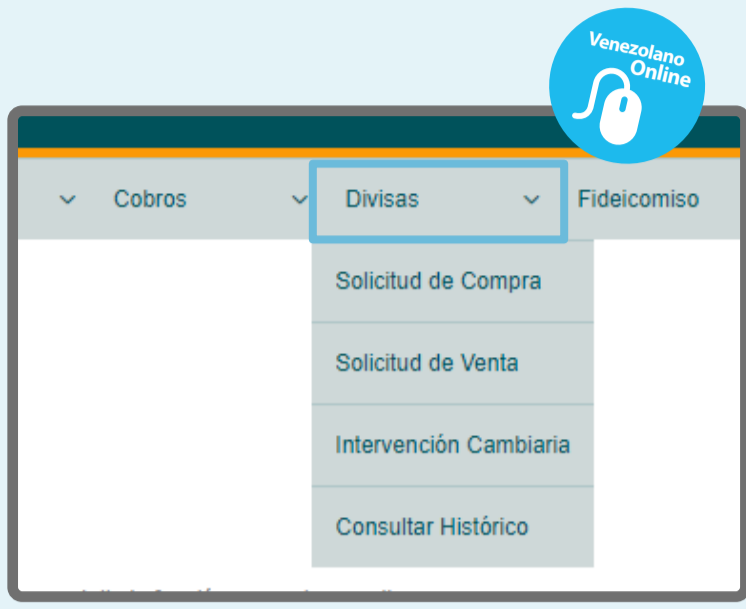 Venezolano
Online
Cobros
Divisas
Fideicomiso
Solicitud de Compra
Solicitud de Venta
Intervención Cambiaria
Consultar Histórico